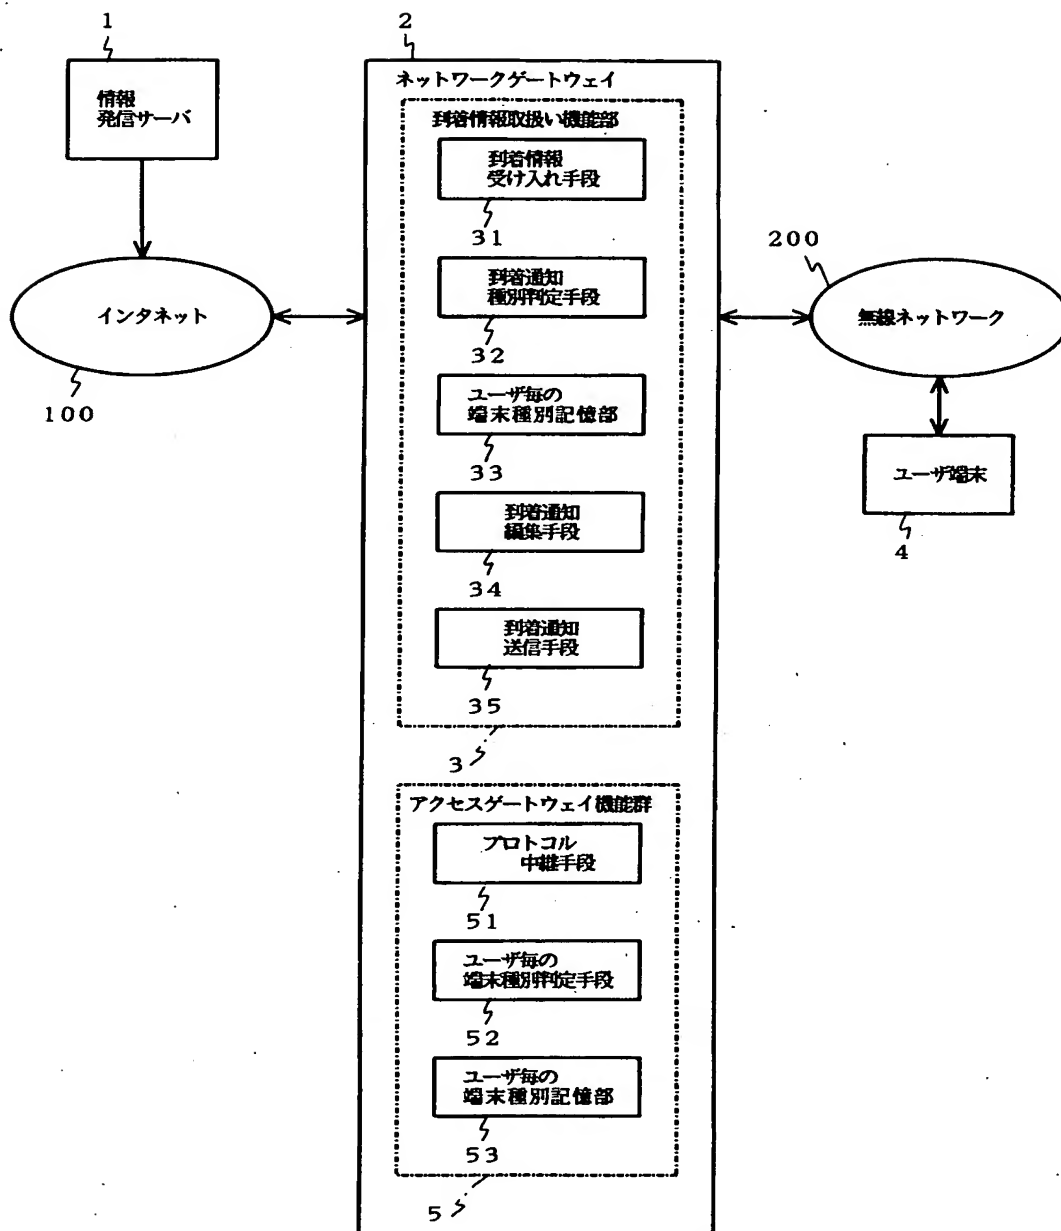 1
情報
発信サーバ
インタネット
100
2
ネットワークゲートウェイ
到着情報取扱い機能部
到着情報
受け入れ手段
31
到着通知
種別判定手段
32
ユーザ毎の
端末種別記憶部
33
到着通知
編集手段
34
到着通知
送信手段
35
3
アクセスゲートウェイ機能群
プロトコル
中継手段
51
ユーザ毎の
端末種別判定手段
52
ユーザ毎の
端末種別記憶部
53
5
200
無線ネットワーク
ユーザ端末
4